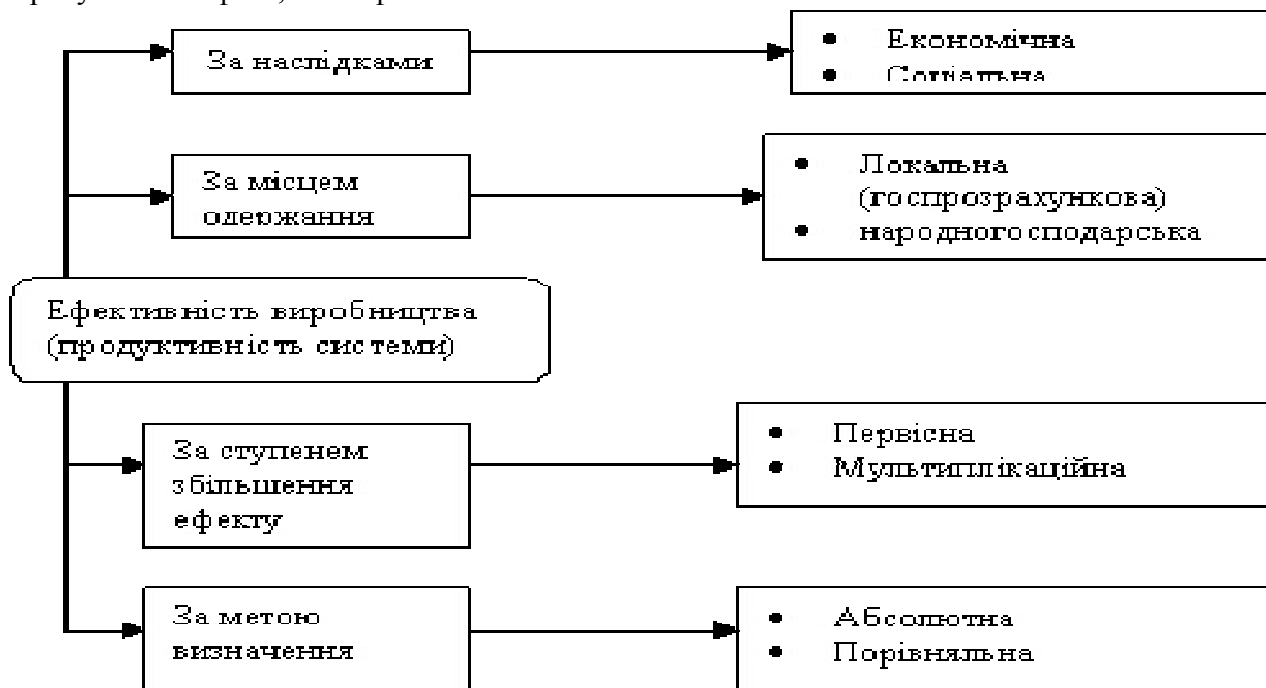 За наслідками
• Економічна
• Соціальна
За місцем
одержання
• Локальна
(госпрозрахункова)
• народногосподарська
Ефективність виробництва
(продуктивність системи)
За ступенем
збільшення
ефекту
• Первісна
• Мультиплікаційна
За метою
визначення
• Абсолютна
• Порівняльна